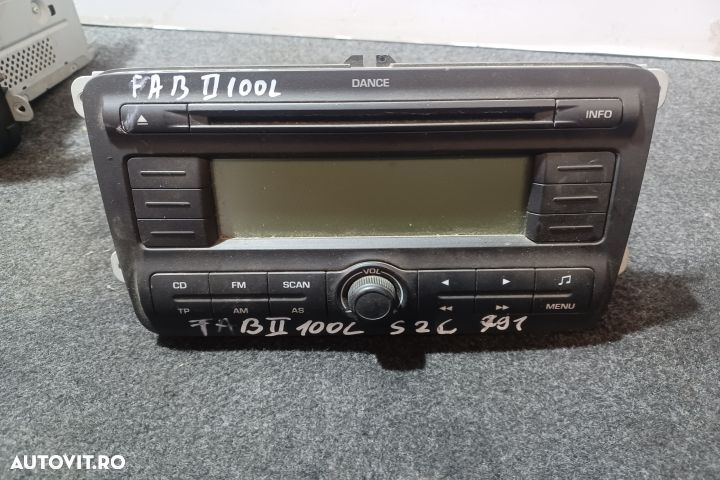 DANCE
FAB II 100L
INFO
CD FM SCAN VOL
TP AM AS MENU
FAB II 100L S2C 791
AUTOVIT.RO